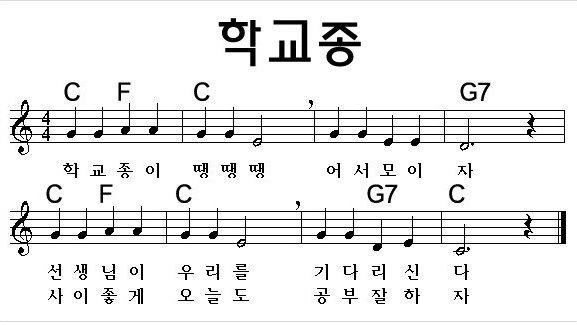 학교종
C F C G7
4
4
학 교 종 이 땡 땡 땡 어 서 모 이 자
C F C G7 C
선 생 님 이 우 리 를 기 다 리 신 다
사 이 좋 게 오 늘 도 공 부 잘 하 자